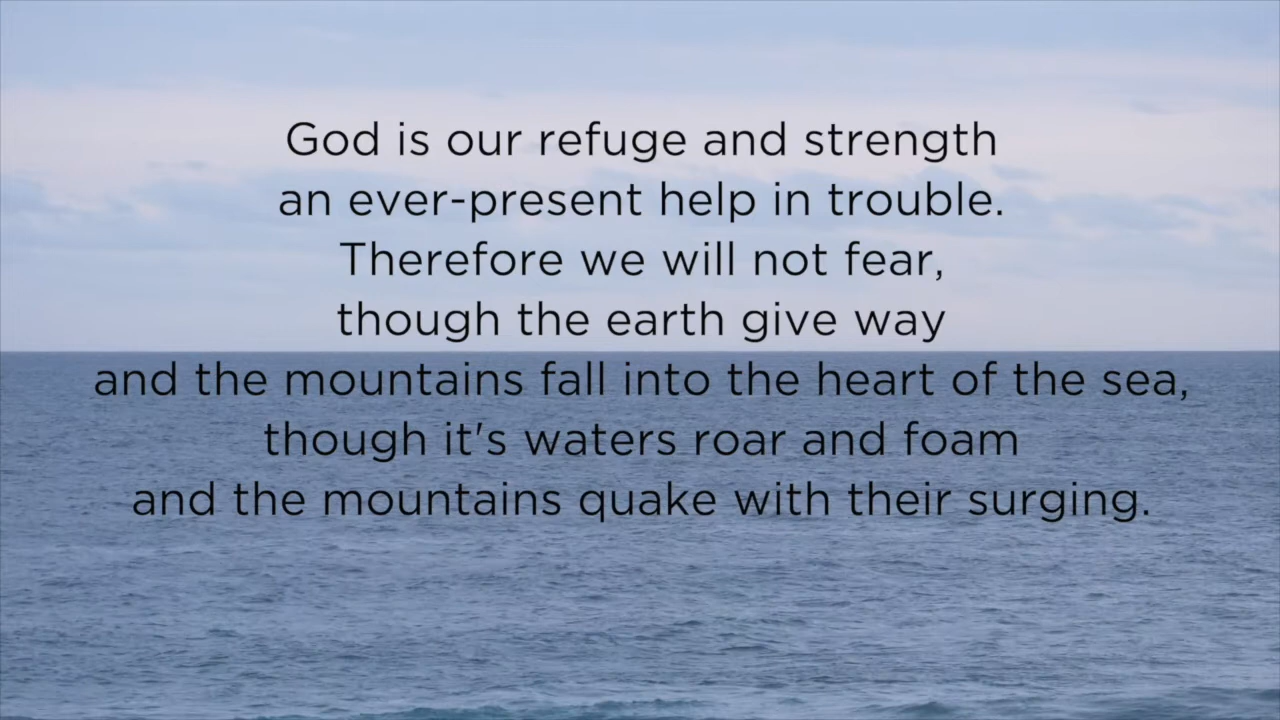 God is our refuge and strength
an ever-present help in trouble.
Therefore we will not fear,
though the earth give way
and the mountains fall into the heart of the sea,
though it's waters roar and foam
and the mountains quake with their surging.